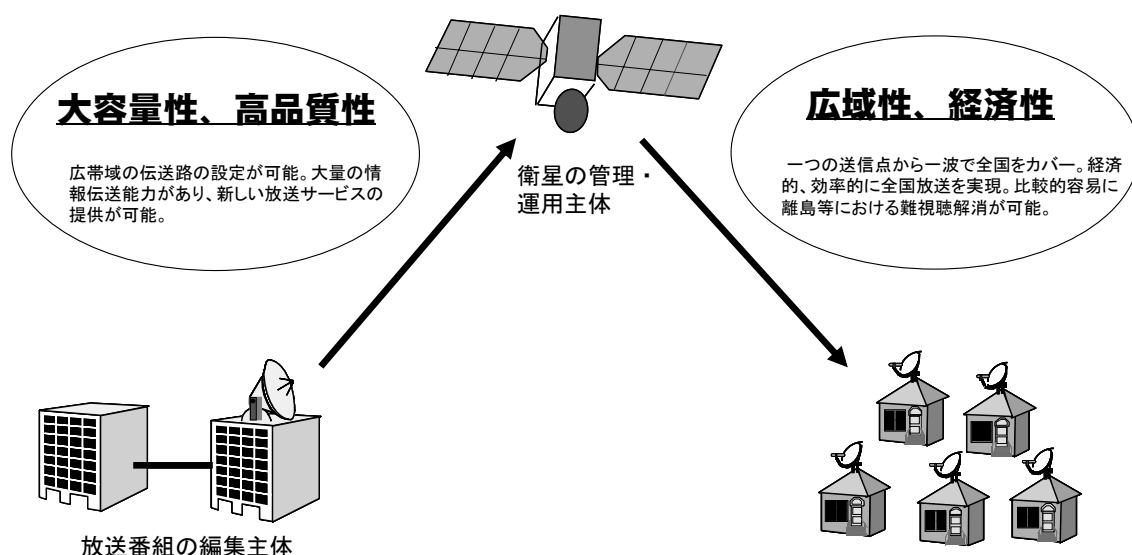 大容量性、高品質性
広帯域の伝送路の設定が可能。大量の情
報伝送能力があり、新しい放送サービスの
提供が可能。
衛星の管理・
運用主体
広域性、経済性
一つの送信点から一波で全国をカバー。経済
的、効率的に全国放送を実現。比較的容易に
離島等における難視聴解消が可能。
放送番組の編集主体